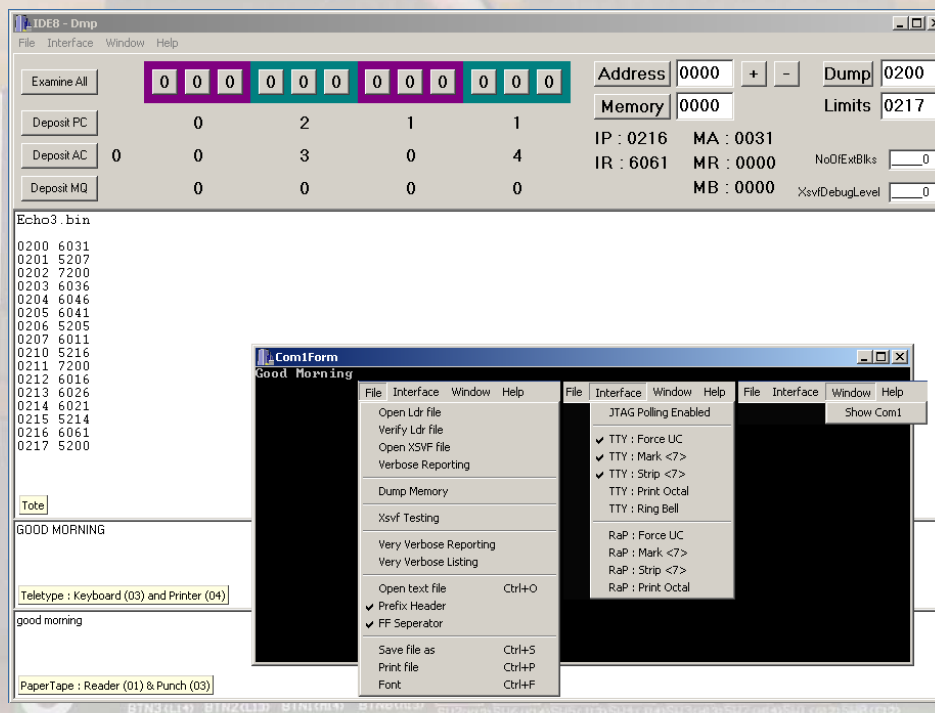 IDE8 - Dmp
File Interface Window Help
Examine All 0 0 0 0 0 0 0 0 0 0 0 0 Address 0000 + - Dump 0200
Memory 0000 Limits 0217
Deposit PC 0 2 1 1
IP : 0216 MA : 0031
Deposit AC 0 0 3 0 4
IR : 6061 MR : 0000 NoOfExtBlks ____0
Deposit MQ 0 0 0 0
MB : 0000 XsvfDebugLevel ____0
Echo3.bin
0200 6031
0201 5207
0202 7200
0203 6036
0204 6046
0205 6041
0206 5205
0207 6011
0210 5216
0211 7200
0212 6016
0213 6026
0214 6021
0215 5214
0216 6061
0217 5200
Tote
GOOD MORNING
Teletype : Keyboard (03) and Printer (04)
good morning
PaperTape : Reader (01) & Punch (03)
Com1Form
Good Morning
File Interface Window Help
Open Ldr file
Verify Ldr file
Open XSVF file
Verbose Reporting
Dump Memory
Xsvf Testing
Very Verbose Reporting
Very Verbose Listing
Open text file Ctrl+O
Prefix Header
FF Seperator
Save file as Ctrl+S
Print file Ctrl+P
Font Ctrl+F
File Interface Window Help
JTAG Polling Enabled
TTY : Force UC
TTY : Mark <7>
TTY : Strip <7>
TTY : Print Octal
TTY : Ring Bell
RaP : Force UC
RaP : Mark <7>
RaP : Strip <7>
RaP : Print Octal
File Interface Window Help
Show Com1